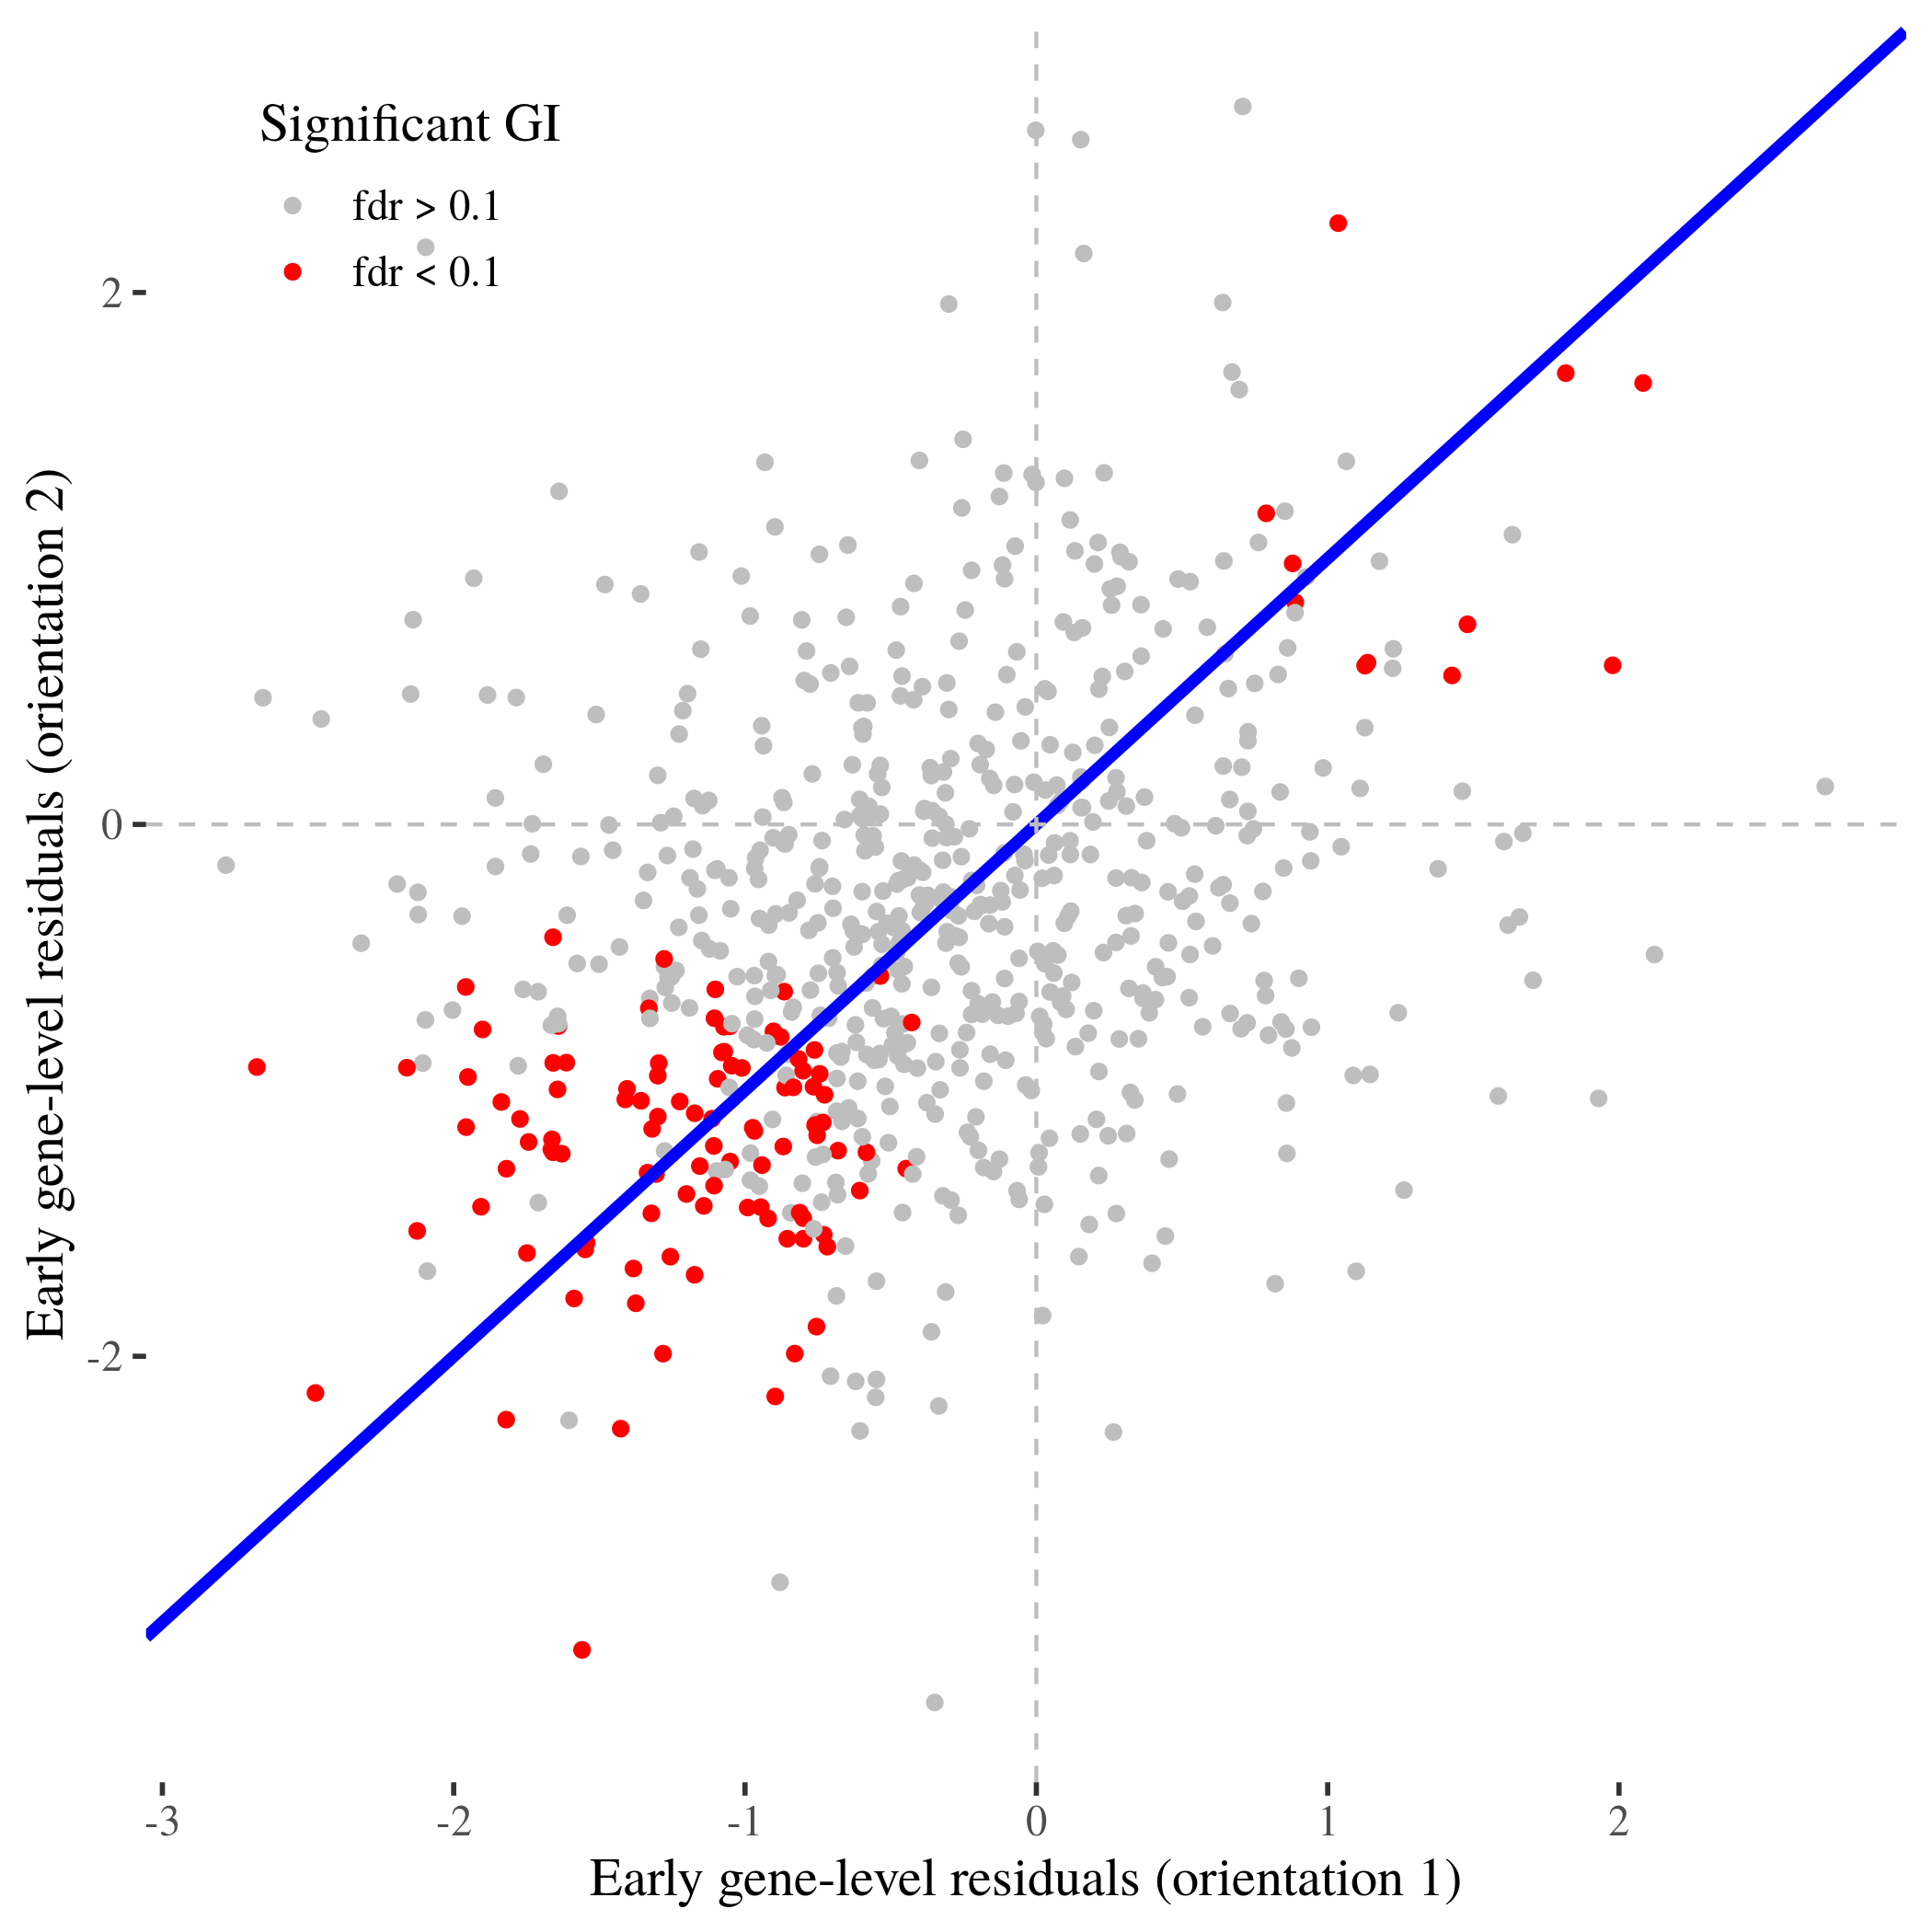 Significant GI
fdr > 0.1
fdr < 0.1
Early gene-level residuals (orientation 2)
2
0
-2
-3
-2
-1
0
1
2
Early gene-level residuals (orientation 1)